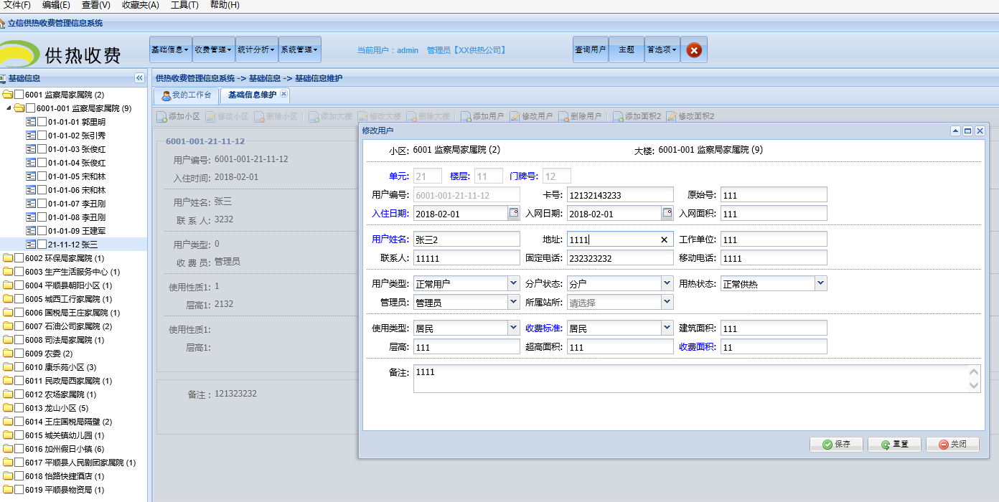 文件(F) 编辑(E) 查看(V) 收藏夹(A) 工具(T) 帮助(H)
立信供热收费管理信息系统
供热收费
基础信息 收费管理 统计分析 系统管理
当前用户：admin 管理员【XX供热公司】
查询用户 主题 首选项
基础信息
6001 监察局家属院 (2)
6001-001 监察局家属院 (9)
01-01-01 郭里明
01-01-02 张引秀
01-01-03 张俊红
01-01-04 张俊红
01-01-05 宋和林
01-01-06 宋和林
01-01-07 李丑刚
01-01-08 李丑刚
01-01-09 王建军
21-11-12 张三
6002 环保局家属院 (1)
6003 生产生活服务中心 (1)
6004 平顺县朝阳小区 (1)
6005 城西工行家属院 (1)
6006 国税局王庄家属院 (1)
6007 石油公司家属院 (2)
6008 司法局家属院 (1)
6009 农委 (2)
6010 康乐苑小区 (3)
6011 民政局西家属院 (1)
6012 农场家属院 (1)
6013 龙山小区 (5)
6014 王庄国税局隔壁 (2)
6015 城关镇幼儿园 (1)
6016 加州假日小镇 (6)
6017 平顺县人民剧团家属院 (1)
6018 怡路快捷酒店 (1)
6019 平顺县物资局 (1)
供热收费管理信息系统 -> 基础信息 -> 基础信息维护
我的工作台 基础信息维护
添加小区 修改小区 删除小区 添加大楼 修改大楼 删除大楼 添加用户 修改用户 删除用户 添加面积2 修改面积2
6001-001-21-11-12
用户编号: 6001-001-21-11-12
入住时间: 2018-02-01
用户姓名: 张三
联 系 人: 3232
用户类型: 0
收 费 员: 管理员
使用性质1: 1
层高1: 2132
使用性质1:
层高1:
备注：121323232
修改用户
小区: 6001 监察局家属院 (2) 大楼: 6001-001 监察局家属院 (9)
单元: 21 楼层: 11 门牌号: 12
用户编号: 6001-001-21-11-12 卡号: 12132143233 原始号: 111
入住日期: 2018-02-01 入网日期: 2018-02-01 入网面积: 111
用户姓名: 张三2 地址: 1111 工作单位: 111
联系人: 11111 固定电话: 232323232 移动电话: 1111
用户类型: 正常用户 分户状态: 分户 用热状态: 正常供热
管理员: 管理员 所属站所: 请选择
使用类型: 居民 收费标准: 居民 建筑面积: 111
层高: 111 超高面积: 111 收费面积: 11
备注: 1111
保存 重置 关闭